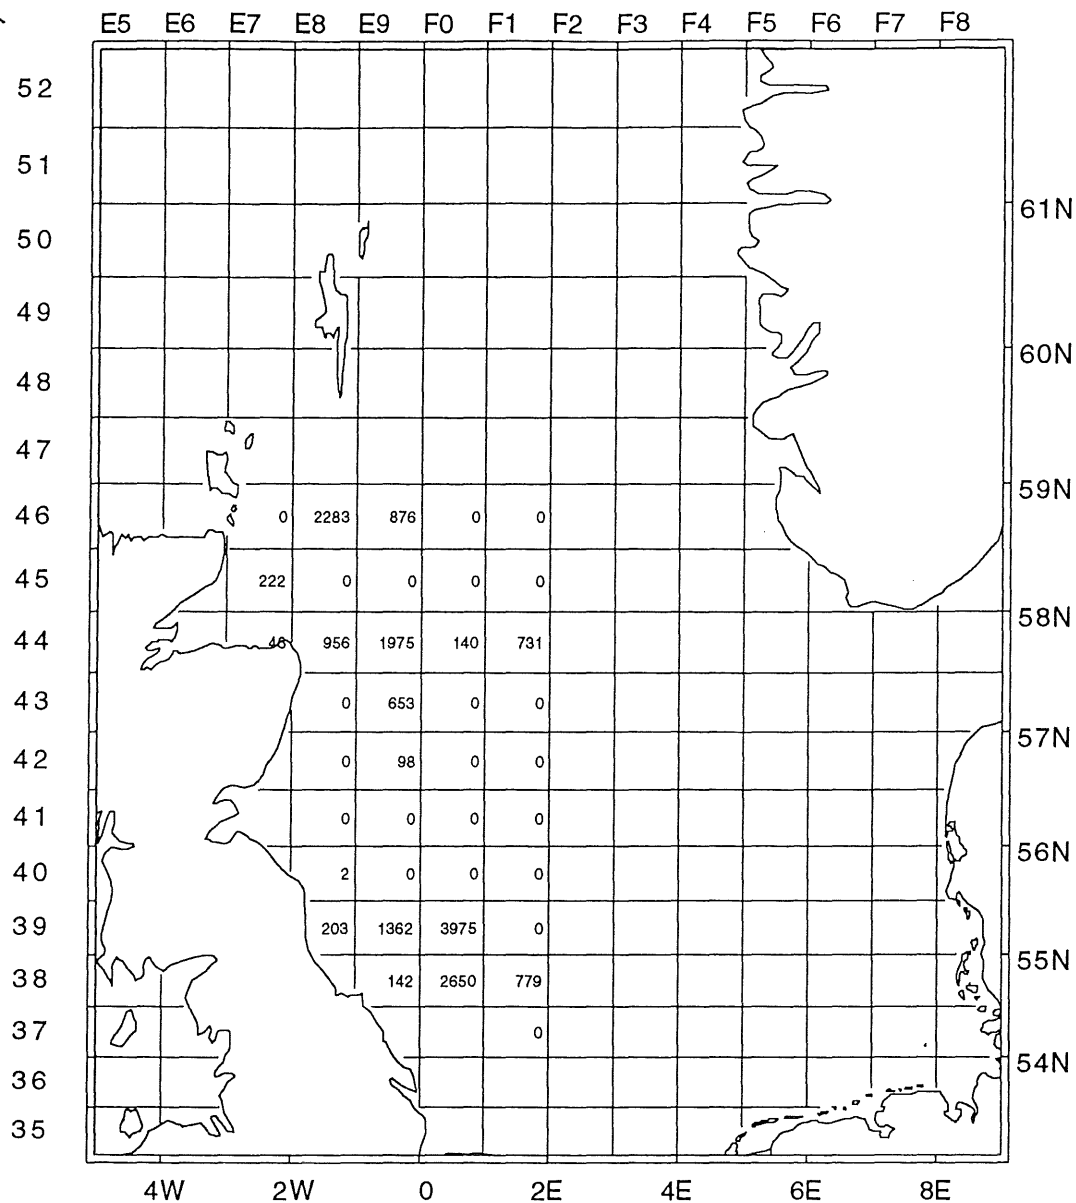 E5 E6 E7 E8 E9 F0 F1 F2 F3 F4 F5 F6 F7 F8
52
51
61N
50
49
60N
48
47
59N
46 0 2283 876 0 0
45 222 0 0 0 0
58N
44 46 956 1975 140 731
43 0 653 0 0
57N
42 0 98 0 0
41 0 0 0 0
56N
40 2 0 0 0
39 203 1362 3975 0
55N
38 142 2650 779
37 0
54N
36
35
4W 2W 0 2E 4E 6E 8E